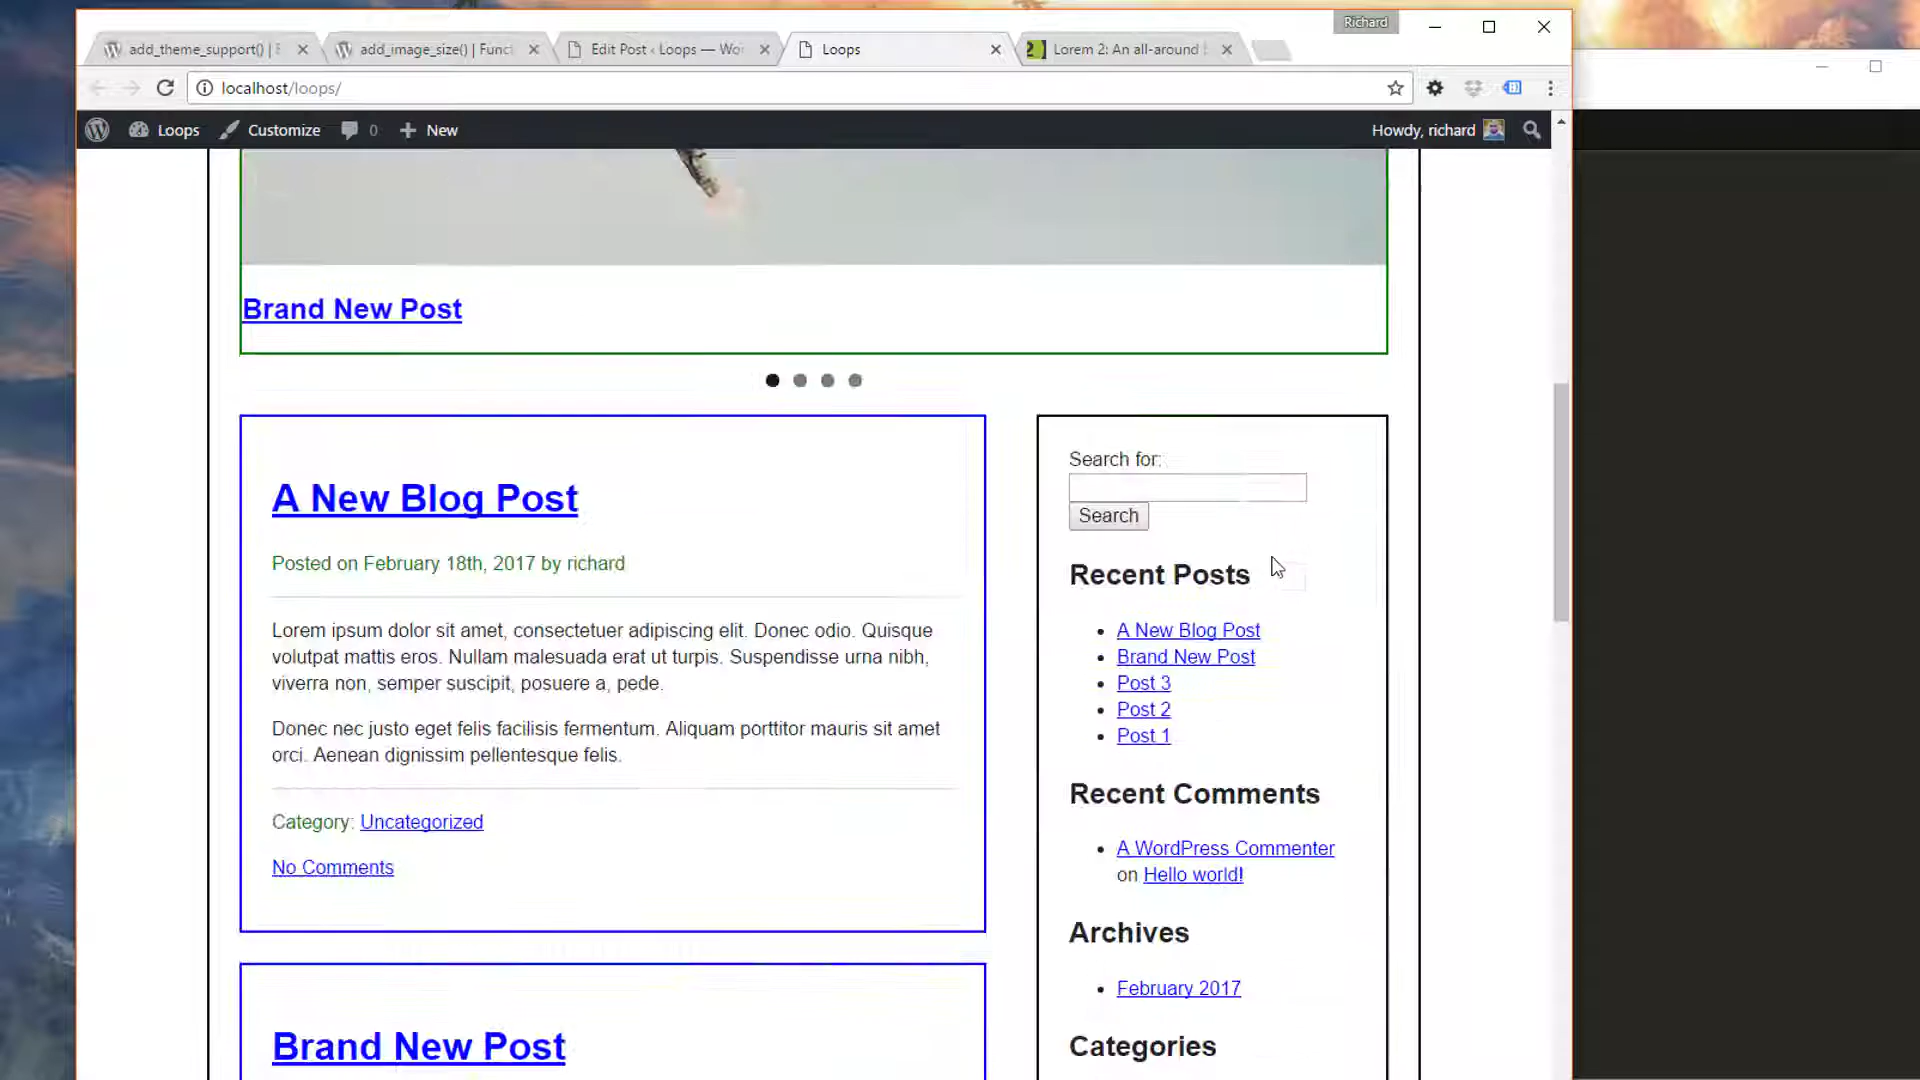 Richard
add_theme_support() |
add_image_size() | Funct
Edit Post ‹ Loops — Wo
Loops
Lorem 2: An all-around
localhost/loops/
Loops
Customize
0
New
Howdy, richard
Brand New Post
A New Blog Post
Posted on February 18th, 2017 by richard
Lorem ipsum dolor sit amet, consectetuer adipiscing elit. Donec odio. Quisque
volutpat mattis eros. Nullam malesuada erat ut turpis. Suspendisse urna nibh,
viverra non, semper suscipit, posuere a, pede.
Donec nec justo eget felis facilisis fermentum. Aliquam porttitor mauris sit amet
orci. Aenean dignissim pellentesque felis.
Category: Uncategorized
No Comments
Brand New Post
Search for:
Search
Recent Posts
A New Blog Post
Brand New Post
Post 3
Post 2
Post 1
Recent Comments
A WordPress Commenter
on Hello world!
Archives
February 2017
Categories